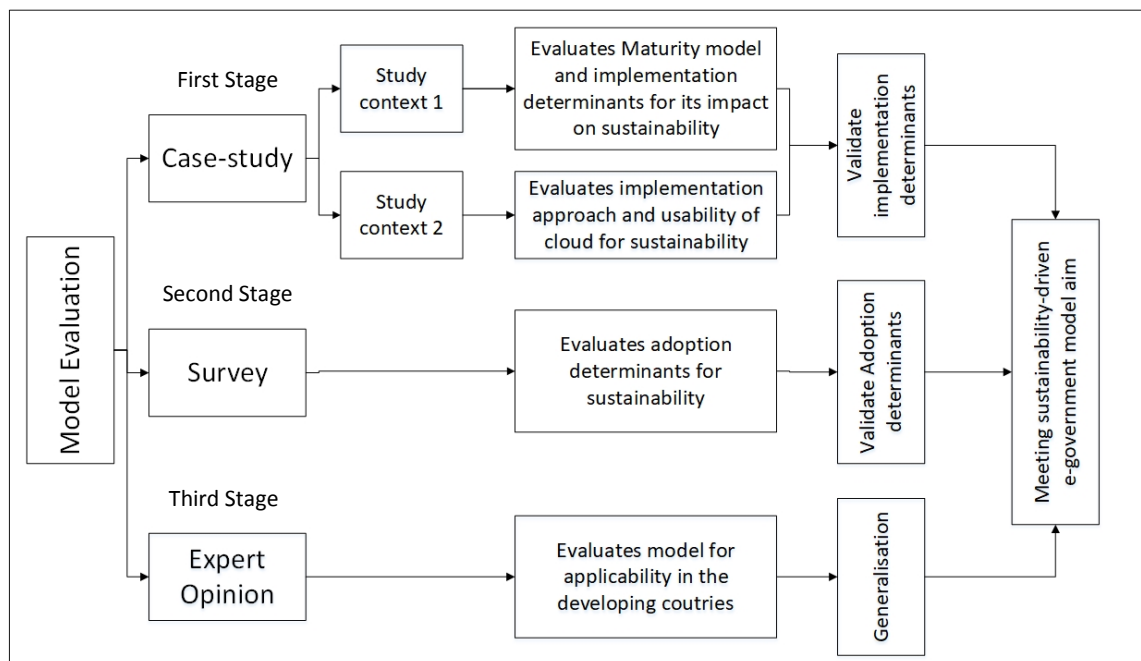 Model Evaluation
First Stage
Case-study
Study
context 1
Evaluates Maturity model
and implementation
determinants for its impact
on sustainability
Study
context 2
Evaluates implementation
approach and usability of
cloud for sustainability
Validate
implementation
determinants
Second Stage
Survey
Evaluates adoption
determinants for
sustainability
Validate Adoption
determinants
Third Stage
Expert
Opinion
Evaluates model for
applicability in the
developing coutries
Generalisation
Meeting sustainability-driven
e-government model aim